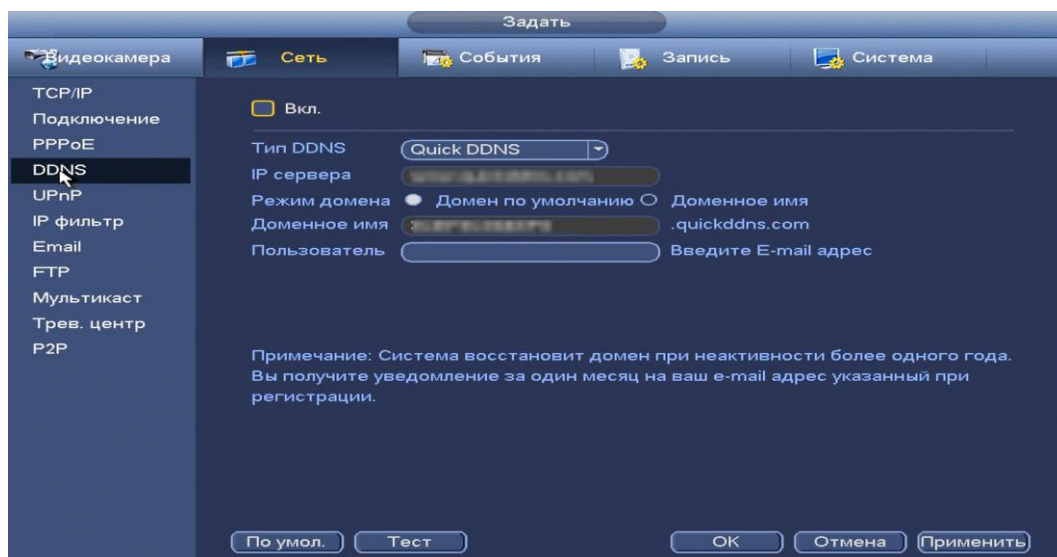 Задать
Видеокамера Сеть События Запись Система
TCP/IP
Подключение
PPPoE
DDNS
UPnP
IP фильтр
Email
FTP
Мультикаст
Трев. центр
P2P
Вкл.
Тип DDNS Quick DDNS
IP сервера
Режим домена Домен по умолчанию Доменное имя
Доменное имя .quickddns.com
Пользователь Введите E-mail адрес
Примечание: Система восстановит домен при неактивности более одного года.
Вы получите уведомление за один месяц на ваш e-mail адрес указанный при
регистрации.
По умол. Тест ОК Отмена Применить